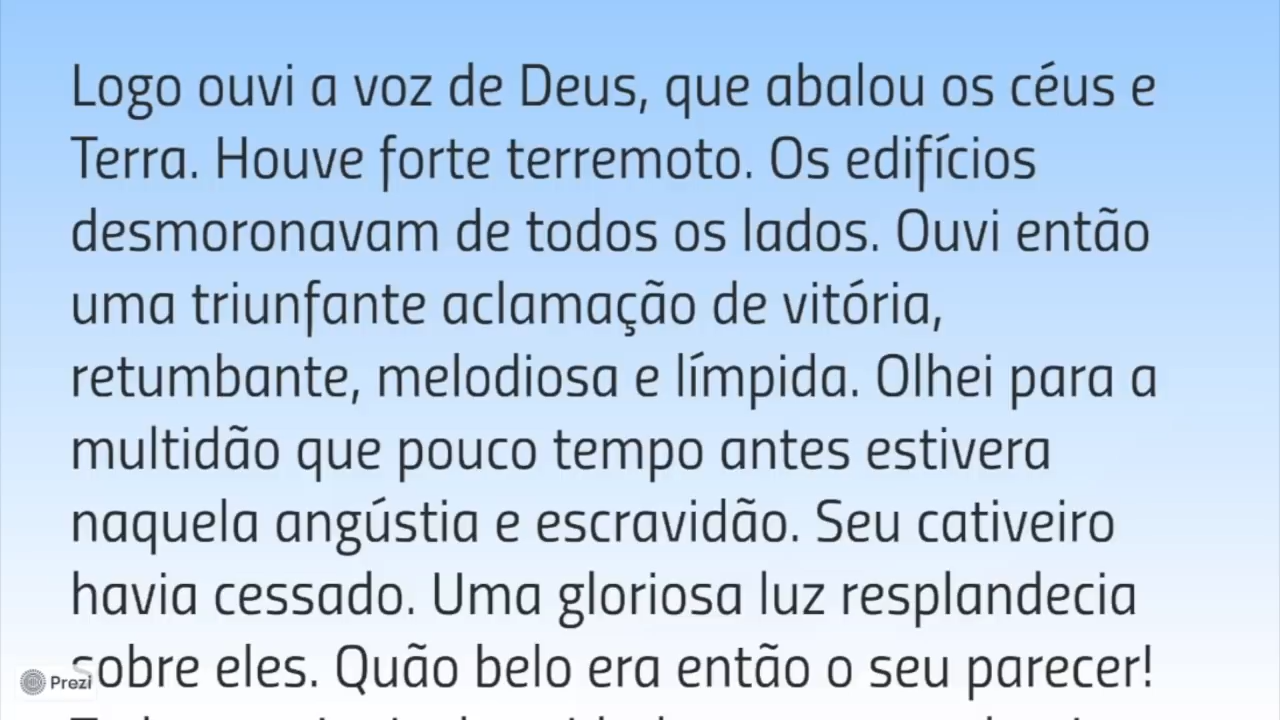 Logo ouvi a voz de Deus, que abalou os céus e
Terra. Houve forte terremoto. Os edifícios
desmoronavam de todos os lados. Ouvi então
uma triunfante aclamação de vitória,
retumbante, melodiosa e límpida. Olhei para a
multidão que pouco tempo antes estivera
naquela angústia e escravidão. Seu cativeiro
havia cessado. Uma gloriosa luz resplandecia
sobre eles. Quão belo era então o seu parecer!
Prezi